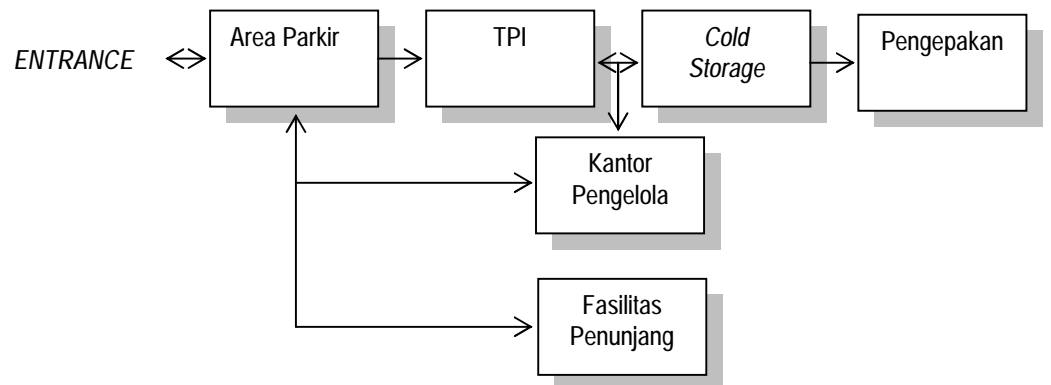 ENTRANCE
Area Parkir
TPI
Cold
Storage
Pengepakan
Kantor
Pengelola
Fasilitas
Penunjang